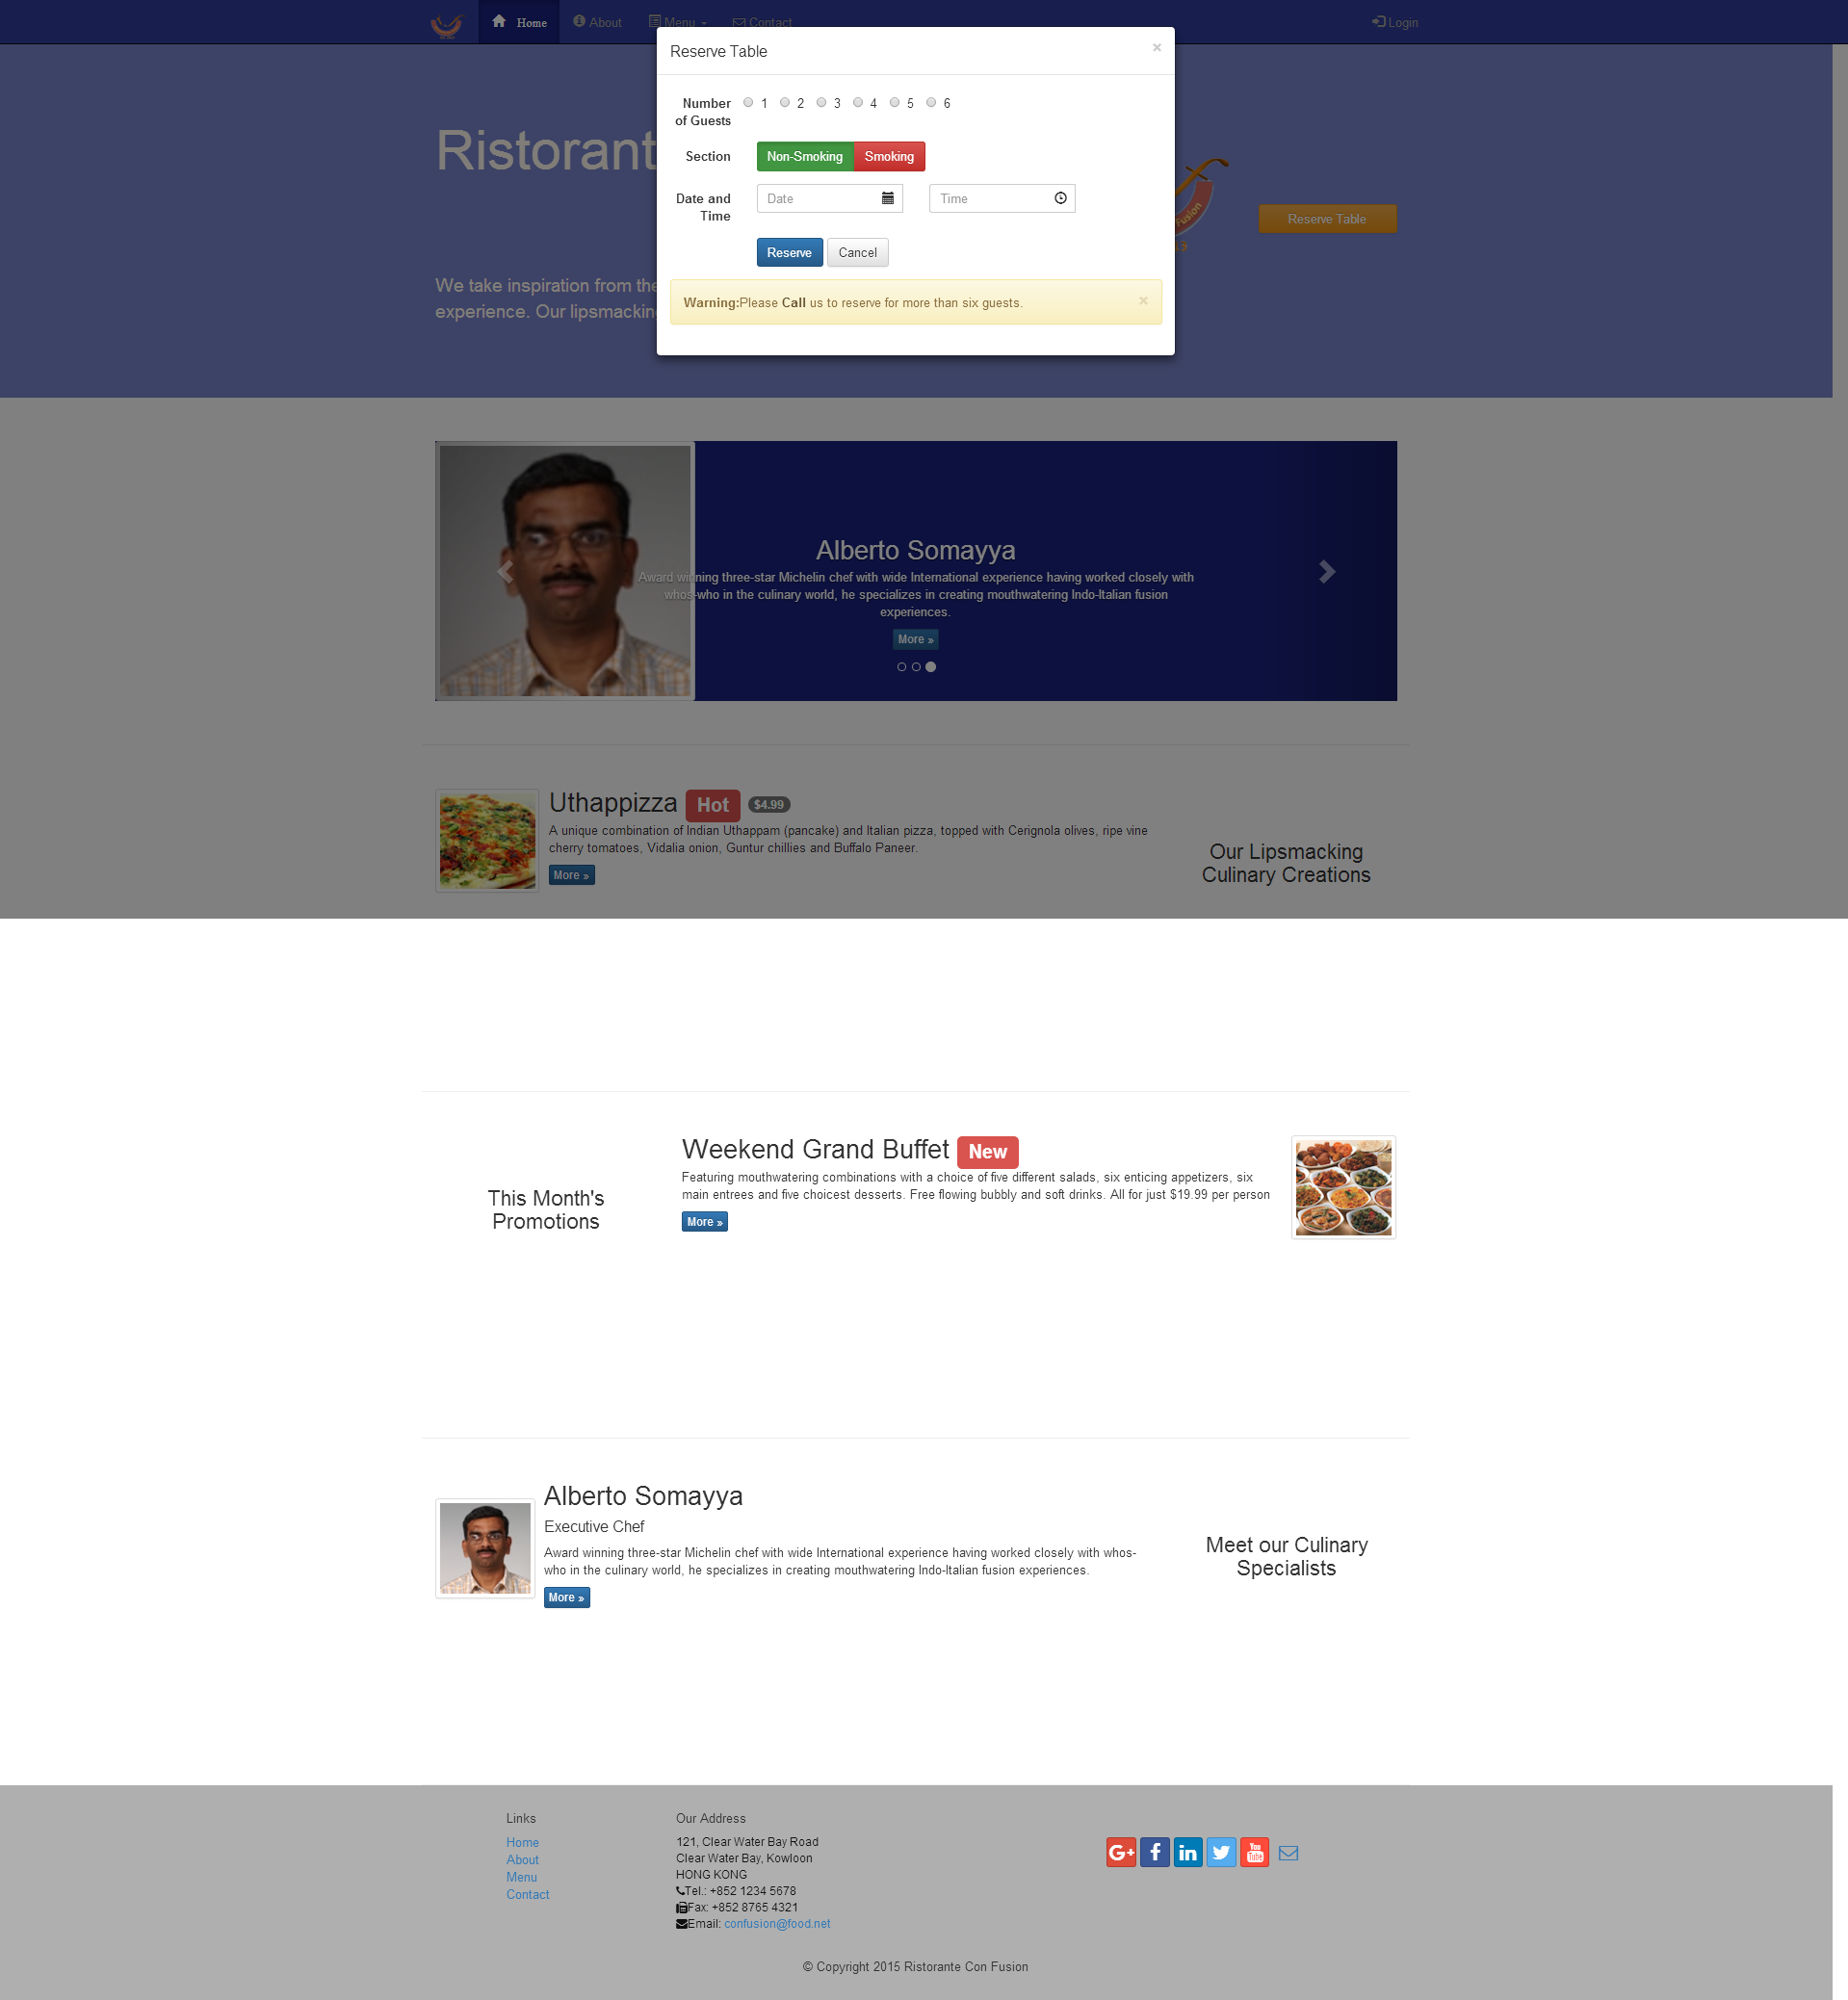 Home About Menu Contact Login
Reserve Table ×
Number of Guests
1 2 3 4 5 6
Section
Non-Smoking Smoking
Date and Time
Date Time
Reserve Cancel
Warning:Please Call us to reserve for more than six guests. ×
Ristorant
Fusion
Reserve Table
We take inspiration from the
experience. Our lipsmackin
Alberto Somayya
Award winning three-star Michelin chef with wide International experience having worked closely with
whos-who in the culinary world, he specializes in creating mouthwatering Indo-Italian fusion
experiences.
More »
Uthappizza Hot $4.99
A unique combination of Indian Uthappam (pancake) and Italian pizza, topped with Cerignola olives, ripe vine
cherry tomatoes, Vidalia onion, Guntur chillies and Buffalo Paneer.
More »
Our Lipsmacking
Culinary Creations
This Month's
Promotions
Weekend Grand Buffet New
Featuring mouthwatering combinations with a choice of five different salads, six enticing appetizers, six
main entrees and five choicest desserts. Free flowing bubbly and soft drinks. All for just $19.99 per person
More »
Alberto Somayya
Executive Chef
Award winning three-star Michelin chef with wide International experience having worked closely with whos-
who in the culinary world, he specializes in creating mouthwatering Indo-Italian fusion experiences.
More »
Meet our Culinary
Specialists
Links
Home
About
Menu
Contact
Our Address
121, Clear Water Bay Road
Clear Water Bay, Kowloon
HONG KONG
Tel.: +852 1234 5678
Fax: +852 8765 4321
Email: confusion@food.net
G+ f in You Tube
© Copyright 2015 Ristorante Con Fusion